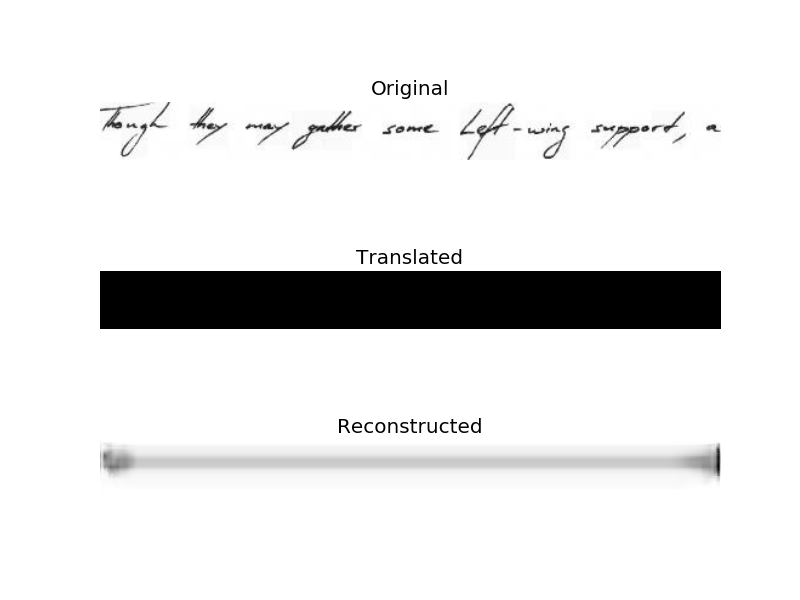 Original
Though they may gather some Left-wing support, a
Translated
Reconstructed